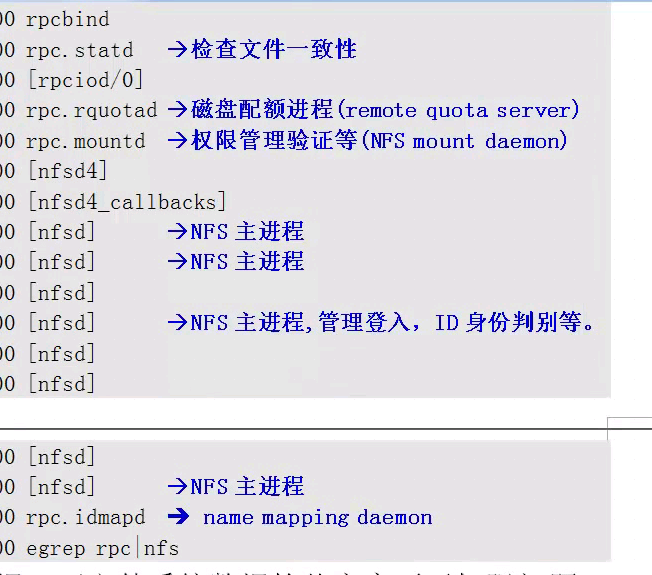 00 rpcbind
00 rpc.statd →检查文件一致性
00 [rpciod/0]
00 rpc.rquotad →磁盘配额进程(remote quota server)
00 rpc.mountd →权限管理验证等(NFS mount daemon)
00 [nfsd4]
00 [nfsd4_callbacks]
00 [nfsd] →NFS 主进程
00 [nfsd] →NFS 主进程
00 [nfsd]
00 [nfsd] →NFS 主进程,管理登入，ID 身份判别等。
00 [nfsd]
00 [nfsd]
00 [nfsd]
00 [nfsd] →NFS 主进程
00 rpc.idmapd → name mapping daemon
00 egrep rpc|nfs